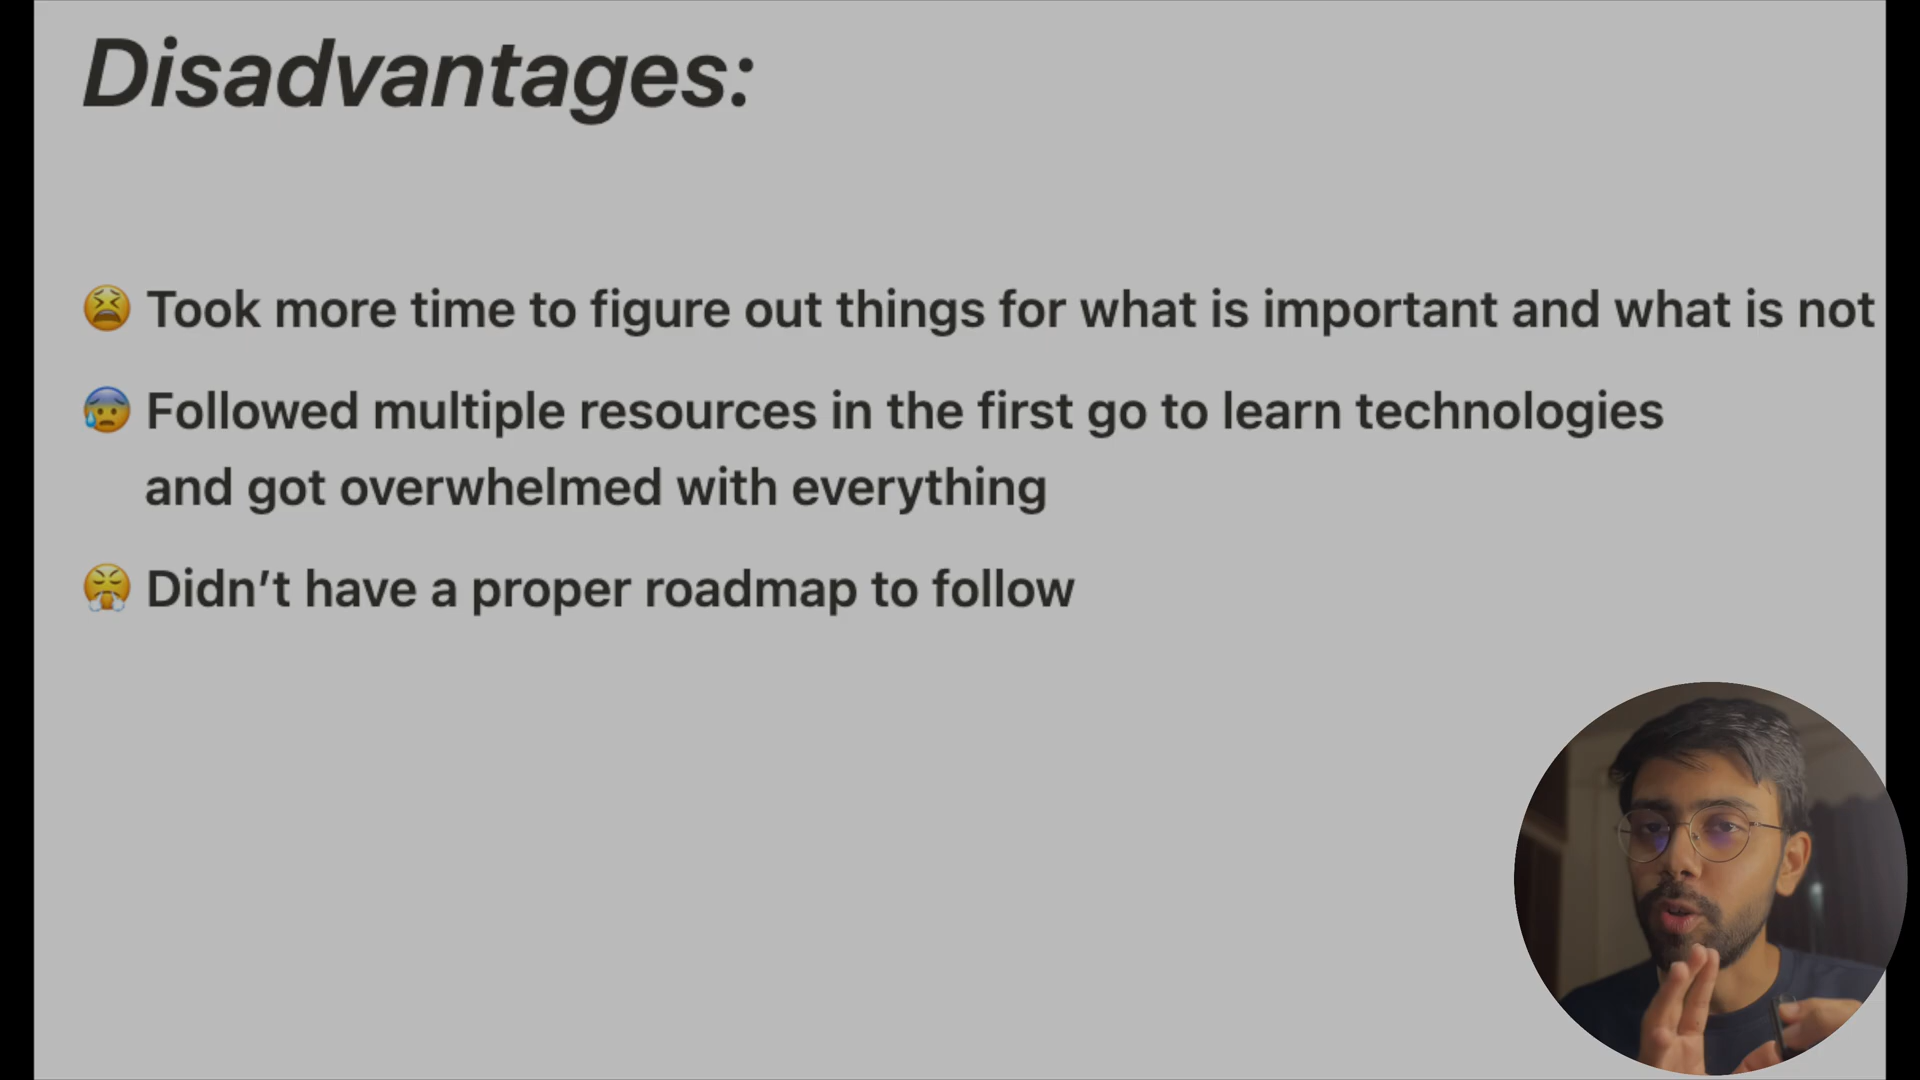 Disadvantages:
😫 Took more time to figure out things for what is important and what is not
😰 Followed multiple resources in the first go to learn technologies
and got overwhelmed with everything
😤 Didn’t have a proper roadmap to follow